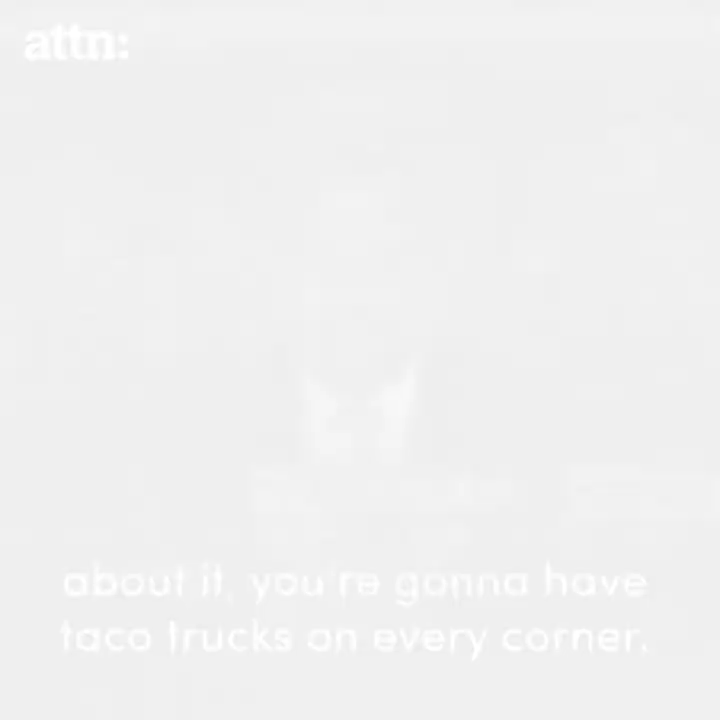 attn:
about it, you're gonna have
taco trucks on every corner.